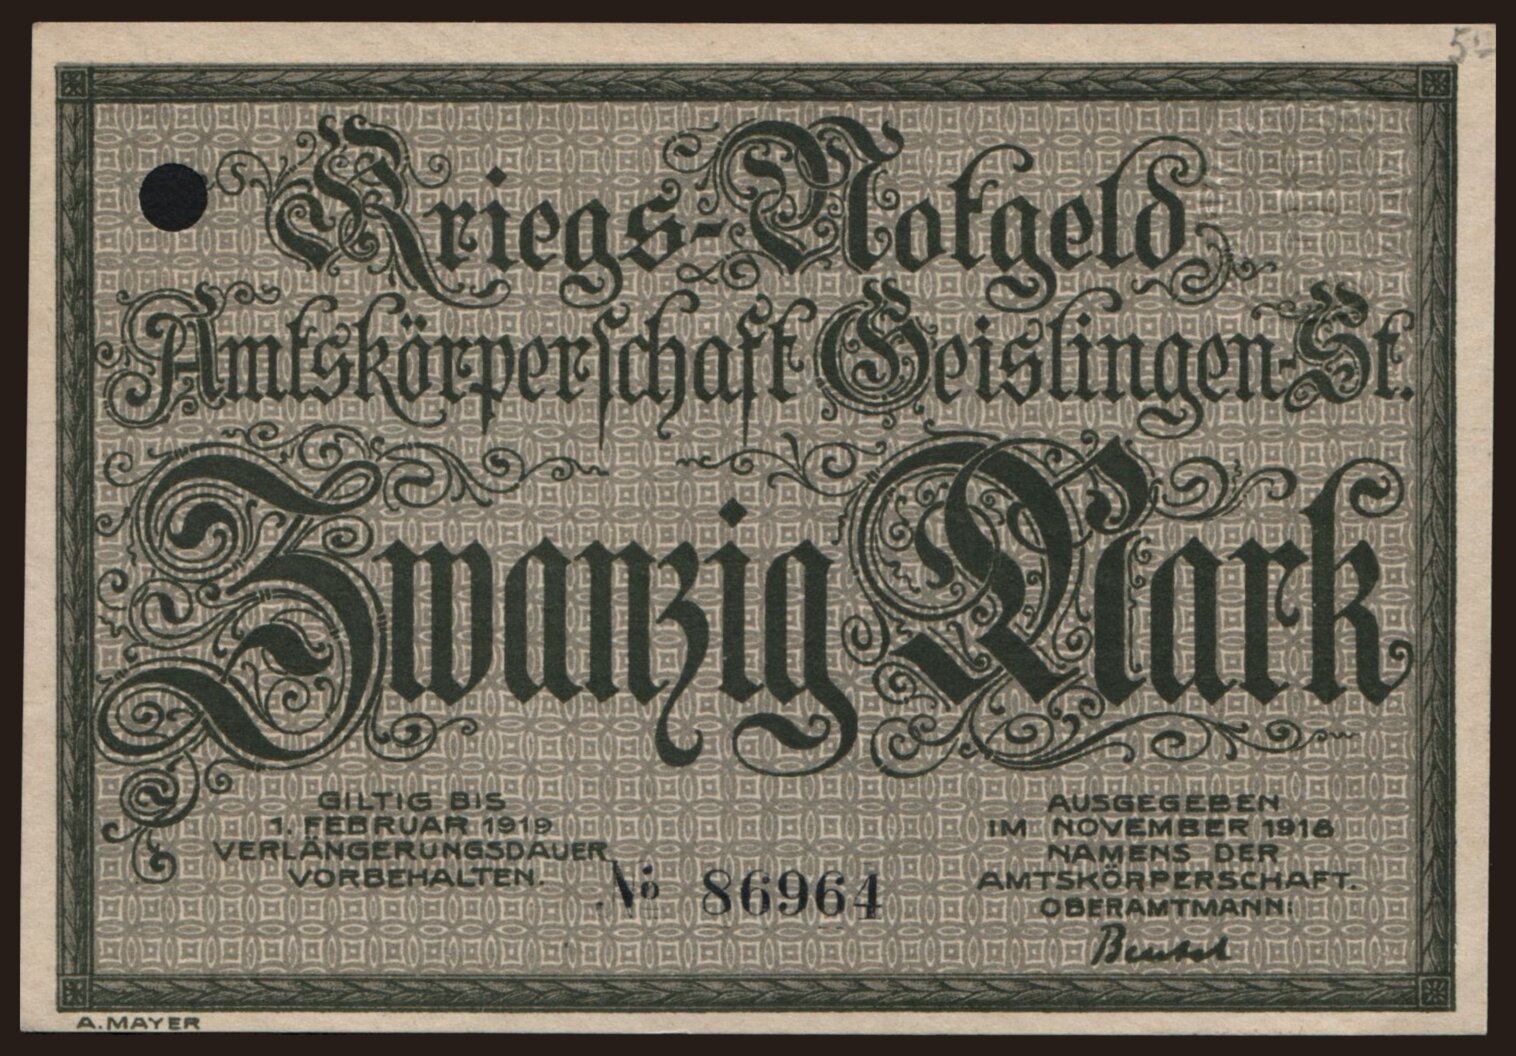 Kriegs-Notgeld
Amtskörperschaft Geislingen-St.
Zwanzig Mark
GILTIG BIS
1. FEBRUAR 1919
VERLÄNGERUNGSDAUER
VORBEHALTEN.
No 86964
AUSGEGEBEN
IM NOVEMBER 1918
NAMENS DER
AMTSKÖRPERSCHAFT.
OBERAMTMANN:
A. MAYER